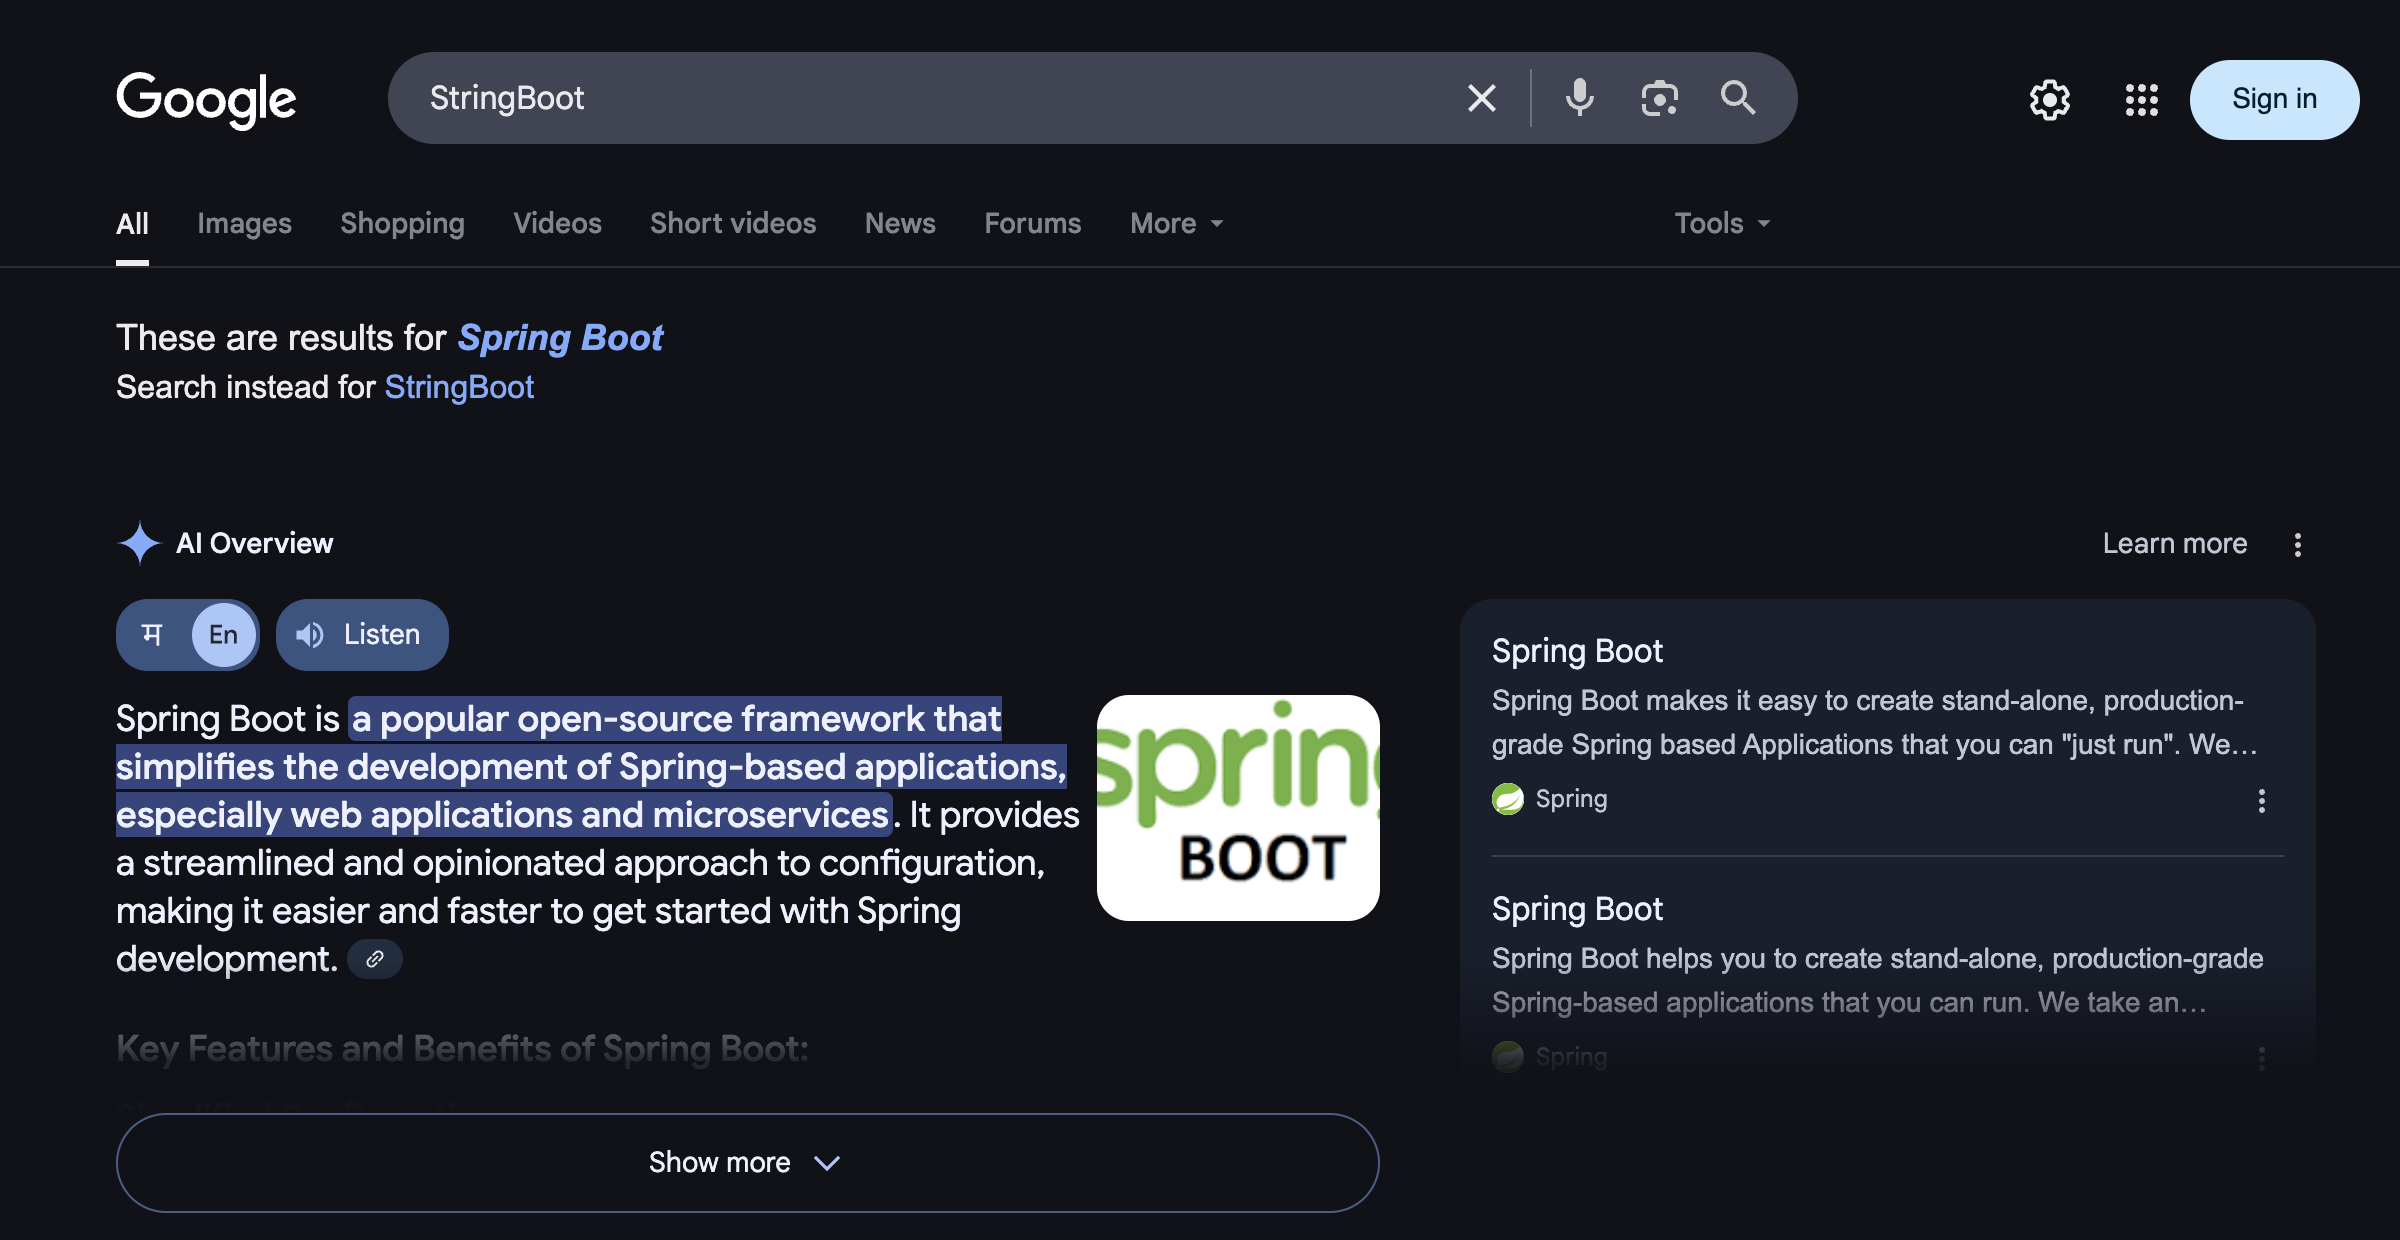 Google
StringBoot
Sign in
All Images Shopping Videos Short videos News Forums More Tools
These are results for Spring Boot
Search instead for StringBoot
AI Overview
Learn more
म En Listen
Spring Boot is a popular open-source framework that
simplifies the development of Spring-based applications,
especially web applications and microservices. It provides
a streamlined and opinionated approach to configuration,
making it easier and faster to get started with Spring
development.
Key Features and Benefits of Spring Boot:
Show more
spring
BOOT
Spring Boot
Spring Boot makes it easy to create stand-alone, production-
grade Spring based Applications that you can "just run". We...
Spring
Spring Boot
Spring Boot helps you to create stand-alone, production-grade
Spring-based applications that you can run. We take an...
Spring